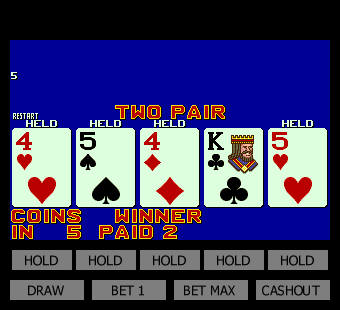 5
TWO PAIR
RESTART
HELD HELD HELD HELD
4 5 4 K 5
COINS WINNER
IN 5 PAID 2
HOLD HOLD HOLD HOLD HOLD
DRAW BET 1 BET MAX CASHOUT